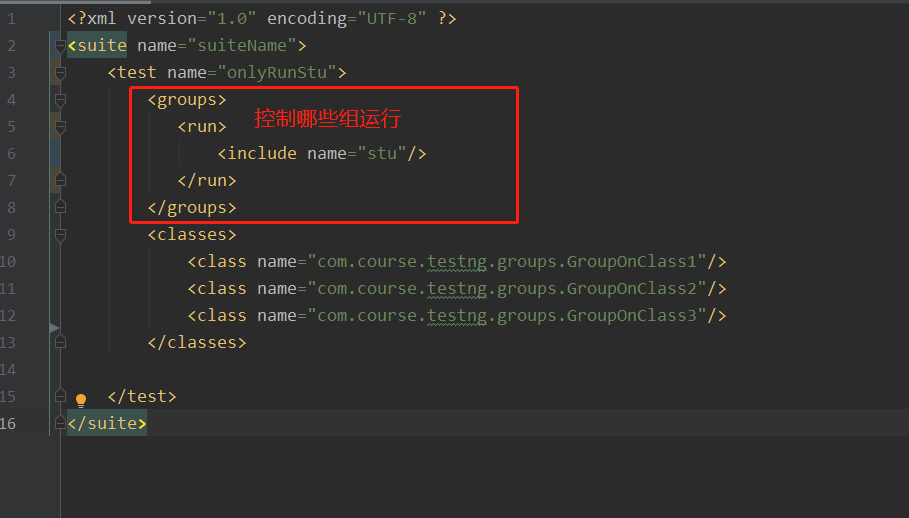 1 <?xml version="1.0" encoding="UTF-8" ?>
2 <suite name="suiteName">
3 <test name="onlyRunStu">
4 <groups>
控制哪些组运行
5 <run>
6 <include name="stu"/>
7 </run>
8 </groups>
9 <classes>
10 <class name="com.course.testng.groups.GroupOnClass1"/>
11 <class name="com.course.testng.groups.GroupOnClass2"/>
12 <class name="com.course.testng.groups.GroupOnClass3"/>
13 </classes>
14
15 </test>
16 </suite>